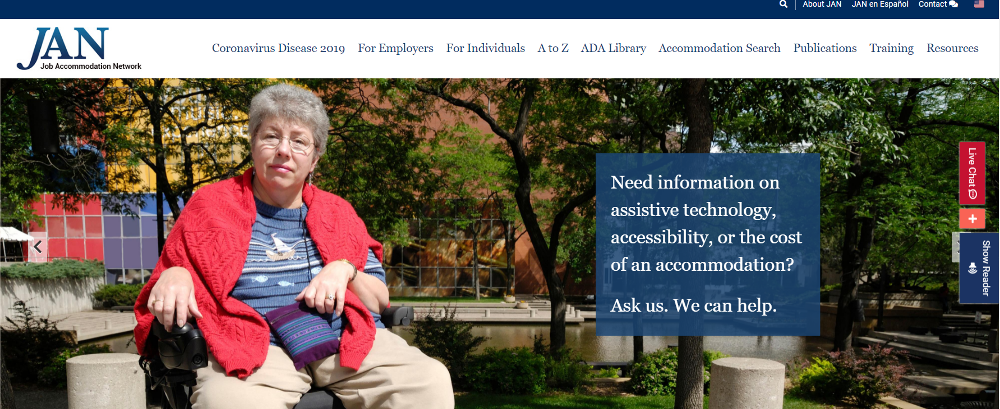 About JAN JAN en Español Contact
JAN
Job Accommodation Network
Coronavirus Disease 2019 For Employers For Individuals A to Z ADA Library Accommodation Search Publications Training Resources
Need information on
assistive technology,
accessibility, or the cost
of an accommodation?
Ask us. We can help.
Live Chat
Show Reader